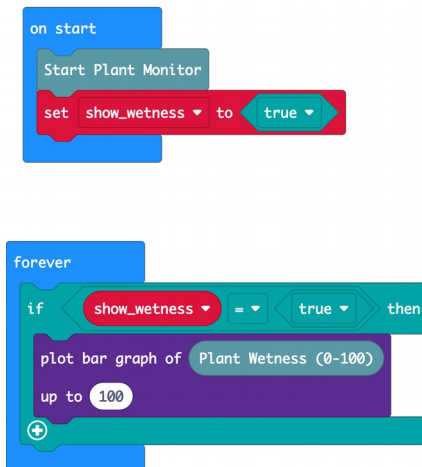 on start
Start Plant Monitor
set show_wetness to true
forever
if show_wetness = true then
plot bar graph of Plant Wetness (0-100)
up to 100